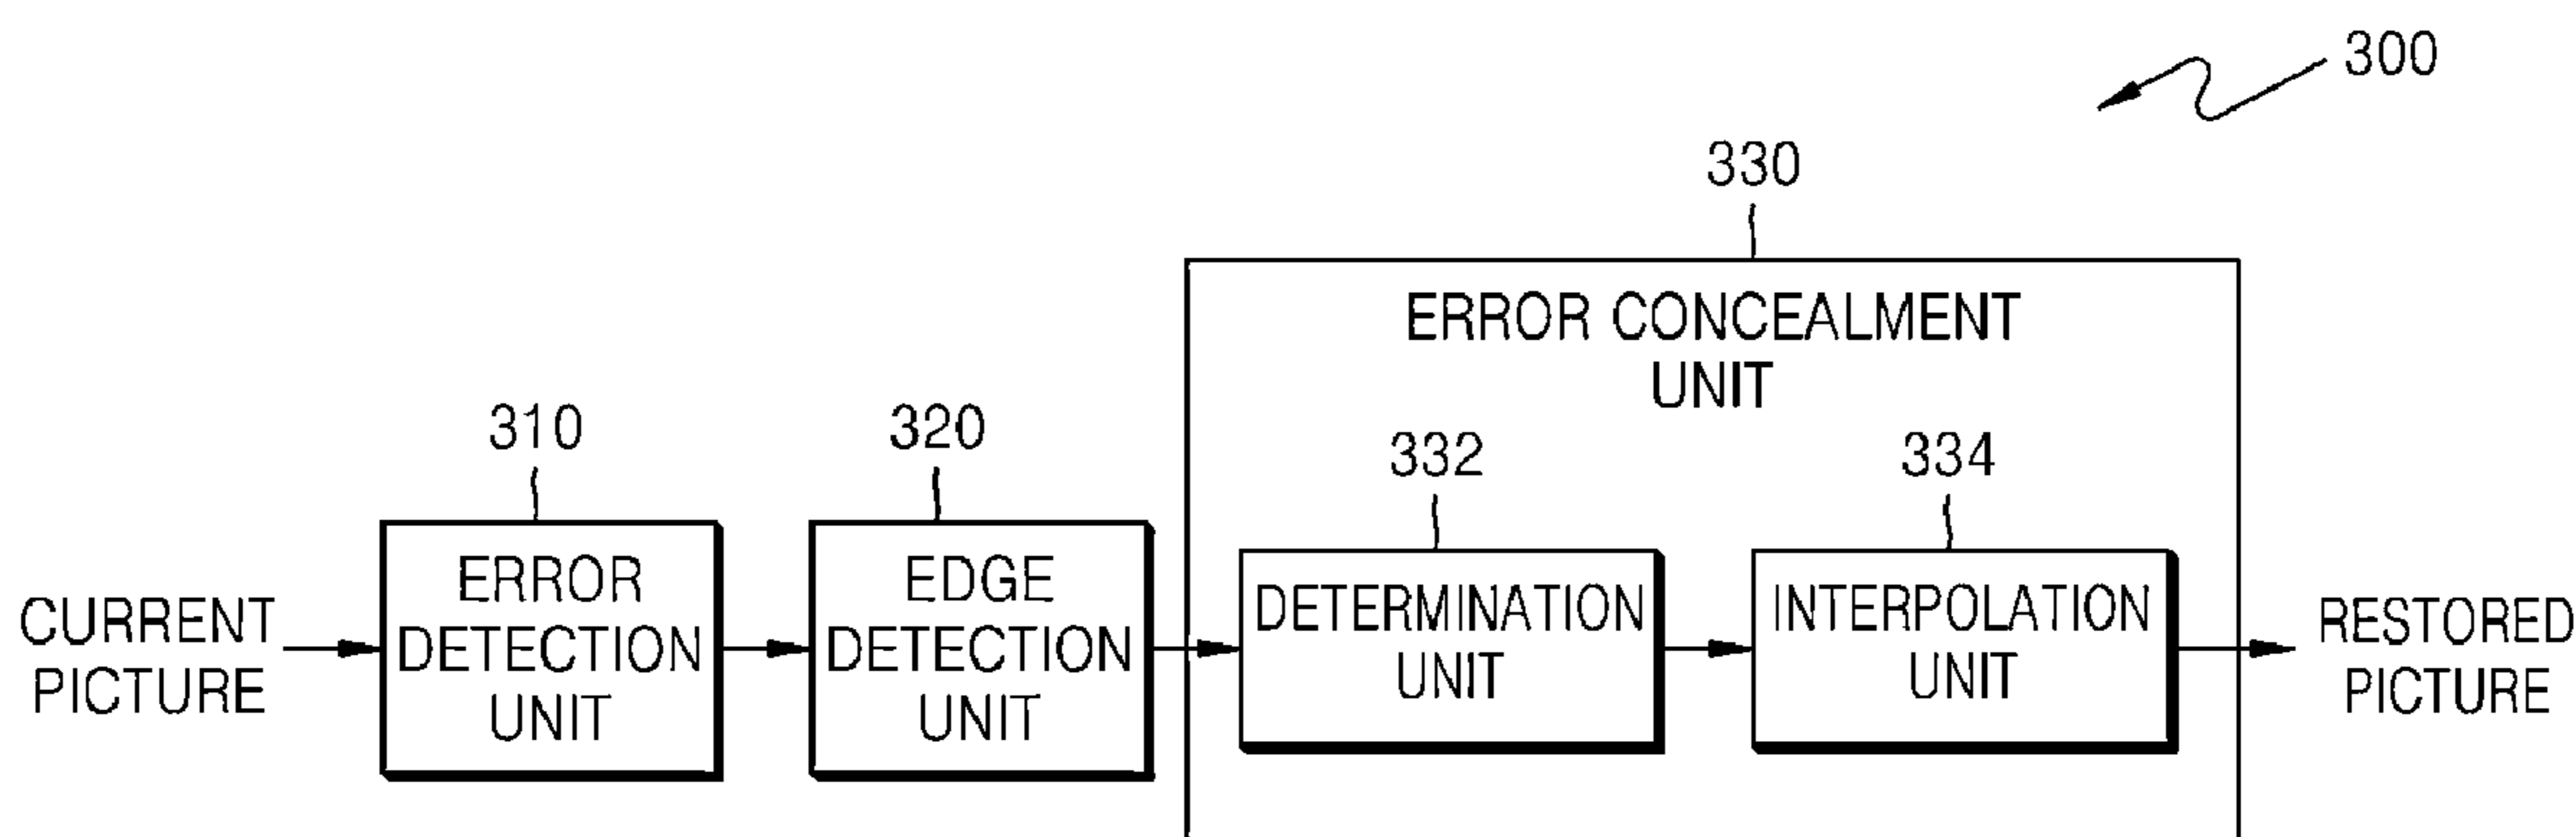 300
330
ERROR CONCEALMENT
UNIT
310
320
332
334
CURRENT
PICTURE
ERROR
DETECTION
UNIT
EDGE
DETECTION
UNIT
DETERMINATION
UNIT
INTERPOLATION
UNIT
RESTORED
PICTURE